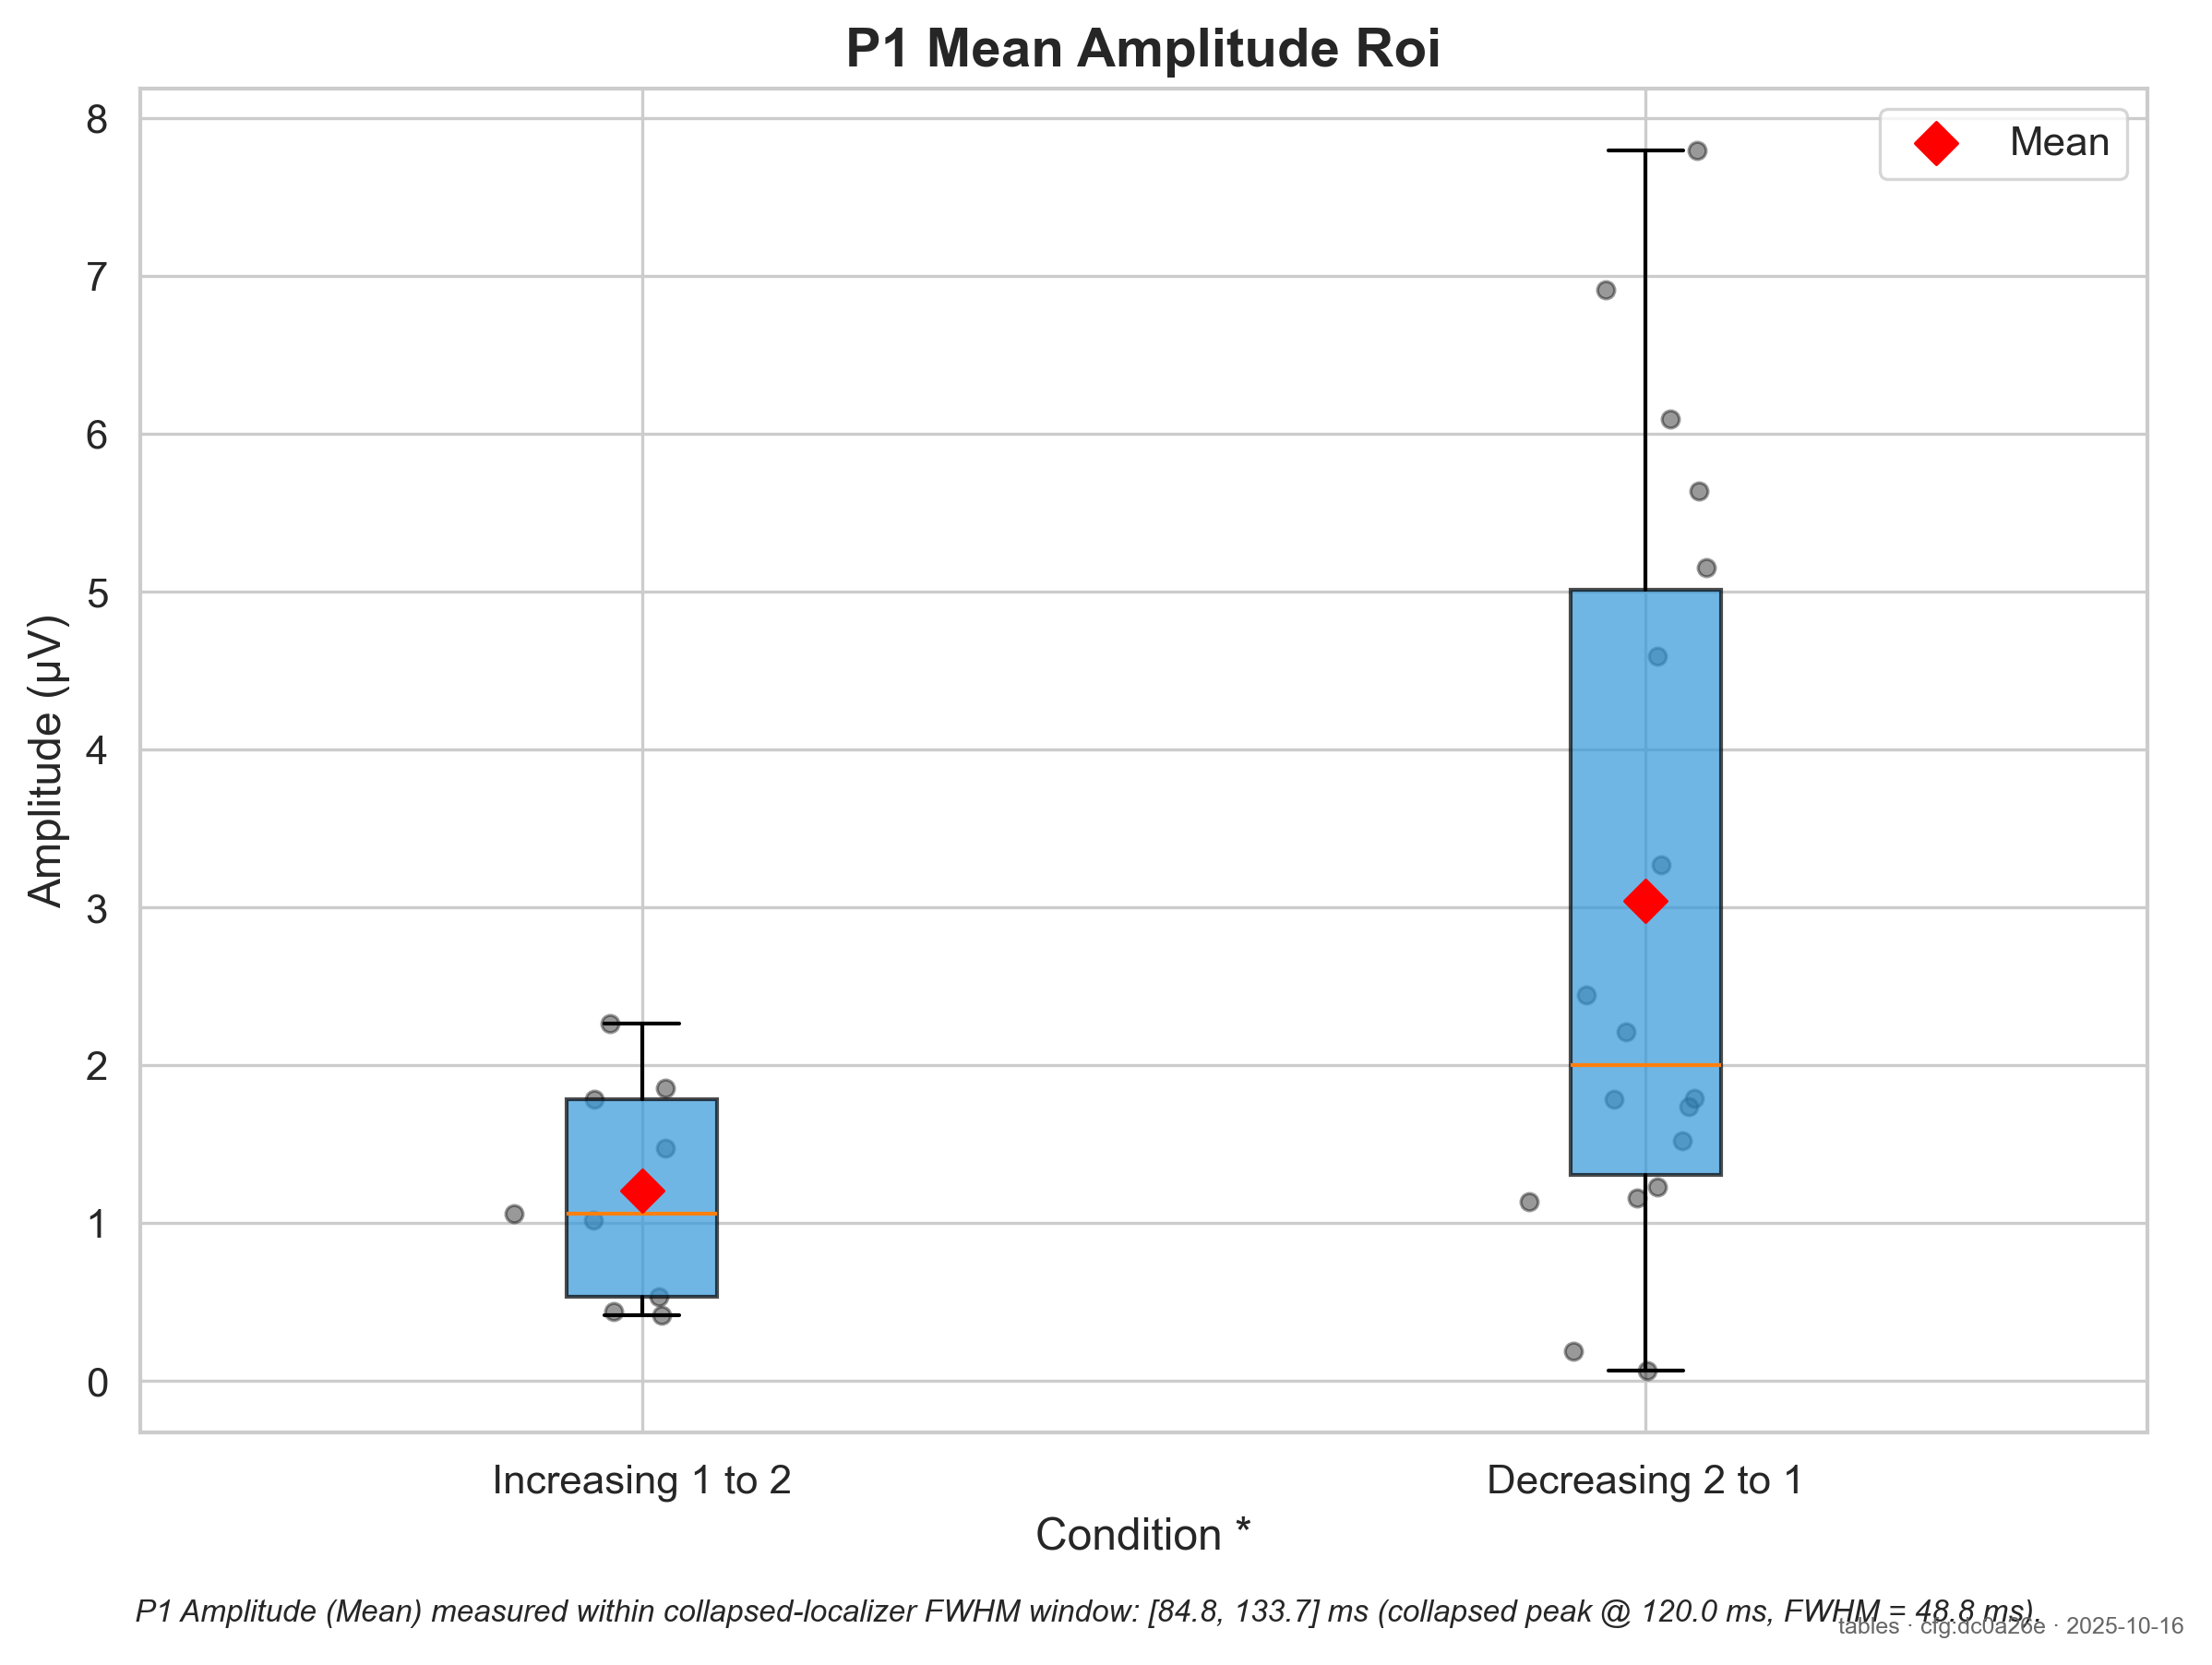 P1 Mean Amplitude Roi
Mean
8
7
6
5
4
3
2
1
0
Amplitude (µV)
Increasing 1 to 2
Decreasing 2 to 1
Condition *
P1 Amplitude (Mean) measured within collapsed-localizer FWHM window: [84.8, 133.7] ms (collapsed peak @ 120.0 ms, FWHM = 48.8 ms).
tables · cfg:dc0a26e · 2025-10-16